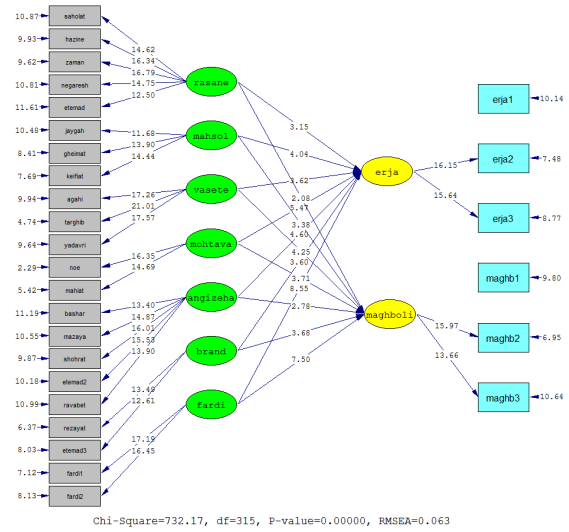 10.87 saholat
9.93 hazine
9.62 zaman
10.81 negaresh
11.61 etemad
10.48 jaygah
8.41 gheimat
7.69 keifiat
9.94 agahi
4.74 targhib
9.64 yadavri
2.29 noe
5.42 mahiat
11.19 bashar
10.55 mazaya
9.87 shohrat
10.18 etemad2
10.99 ravabet
6.37 rezayat
8.03 etemad3
7.12 fardi1
8.13 fardi2
14.62
16.34
16.79
14.75
12.50
11.68
13.90
14.44
17.26
21.01
17.57
16.35
14.69
13.40
14.87
16.01
15.53
13.90
13.48
12.61
17.19
16.45
rasane
mahsol
vasete
mohtava
angizeha
brand
fardi
3.15
4.04
3.62
2.08
5.47
3.38
4.60
4.25
3.60
3.71
8.55
2.78
3.68
7.50
erja
maghboli
16.15
15.64
15.97
13.66
erja1 10.14
erja2 7.48
erja3 8.77
maghb1 9.80
maghb2 6.95
maghb3 10.64
Chi-Square=732.17, df=315, P-value=0.00000, RMSEA=0.063